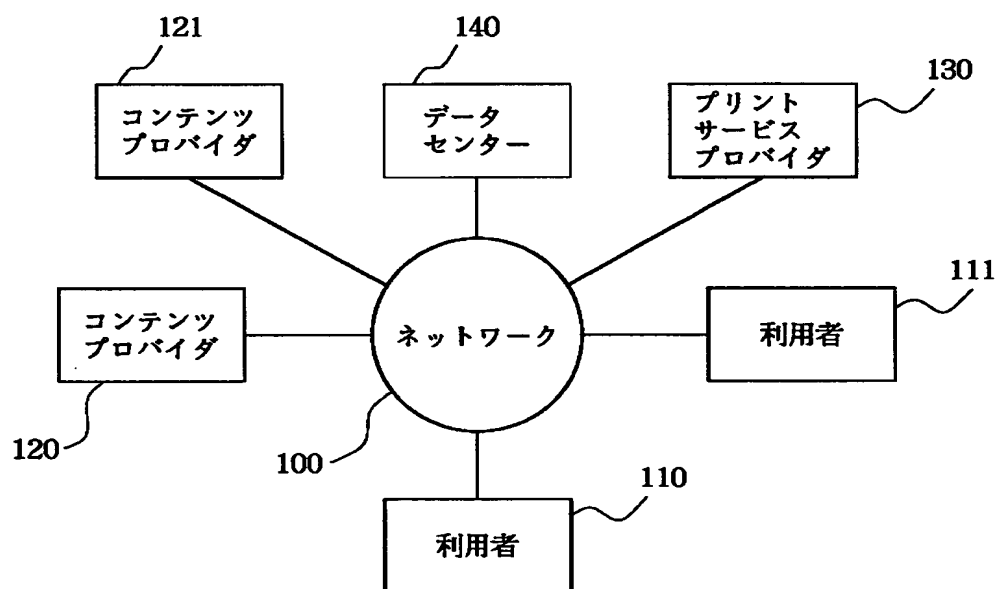 121
140
130
コンテンツ
プロバイダ
データ
センター
プリント
サービス
プロバイダ
111
コンテンツ
プロバイダ
ネットワーク
利用者
120
100
110
利用者